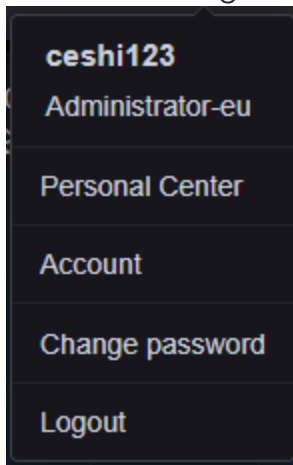 ceshi123
Administrator-eu
Personal Center
Account
Change password
Logout